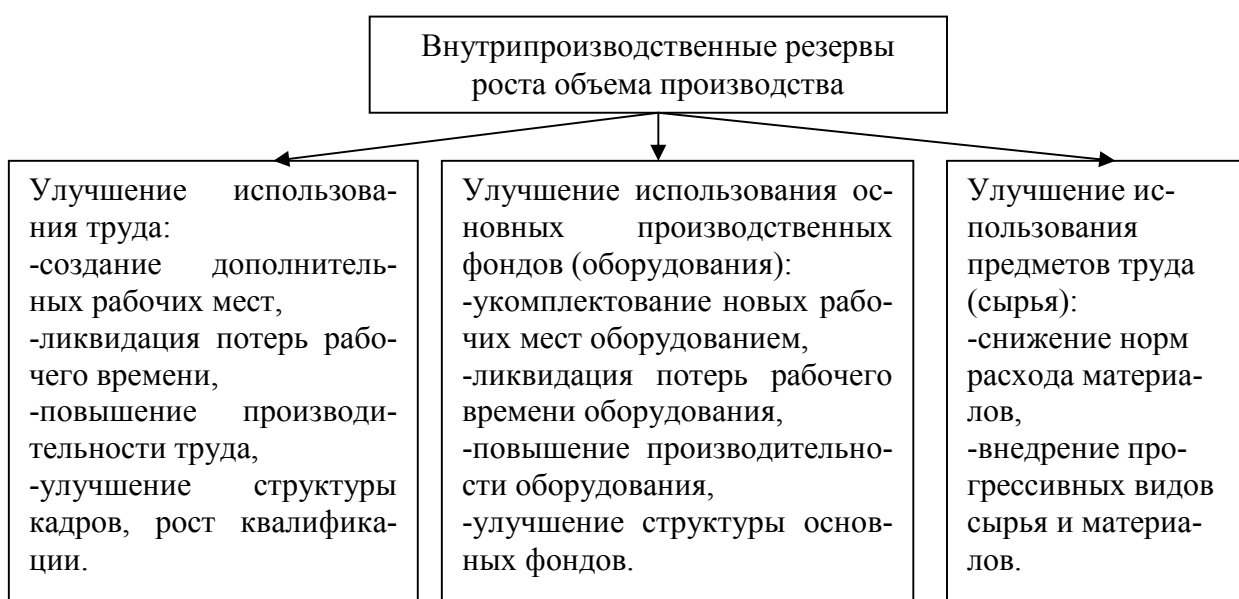 Внутрипроизводственные резервы
роста объема производства
Улучшение использова-
ния труда:
-создание дополнитель-
ных рабочих мест,
-ликвидация потерь рабо-
чего времени,
-повышение производи-
тельности труда,
-улучшение структуры
кадров, рост квалифика-
ции.
Улучшение использования ос-
новных производственных
фондов (оборудования):
-укомплектование новых рабо-
чих мест оборудованием,
-ликвидация потерь рабочего
времени оборудования,
-повышение производительно-
сти оборудования,
-улучшение структуры основ-
ных фондов.
Улучшение ис-
пользования
предметов труда
(сырья):
-снижение норм
расхода материа-
лов,
-внедрение про-
грессивных видов
сырья и материа-
лов.